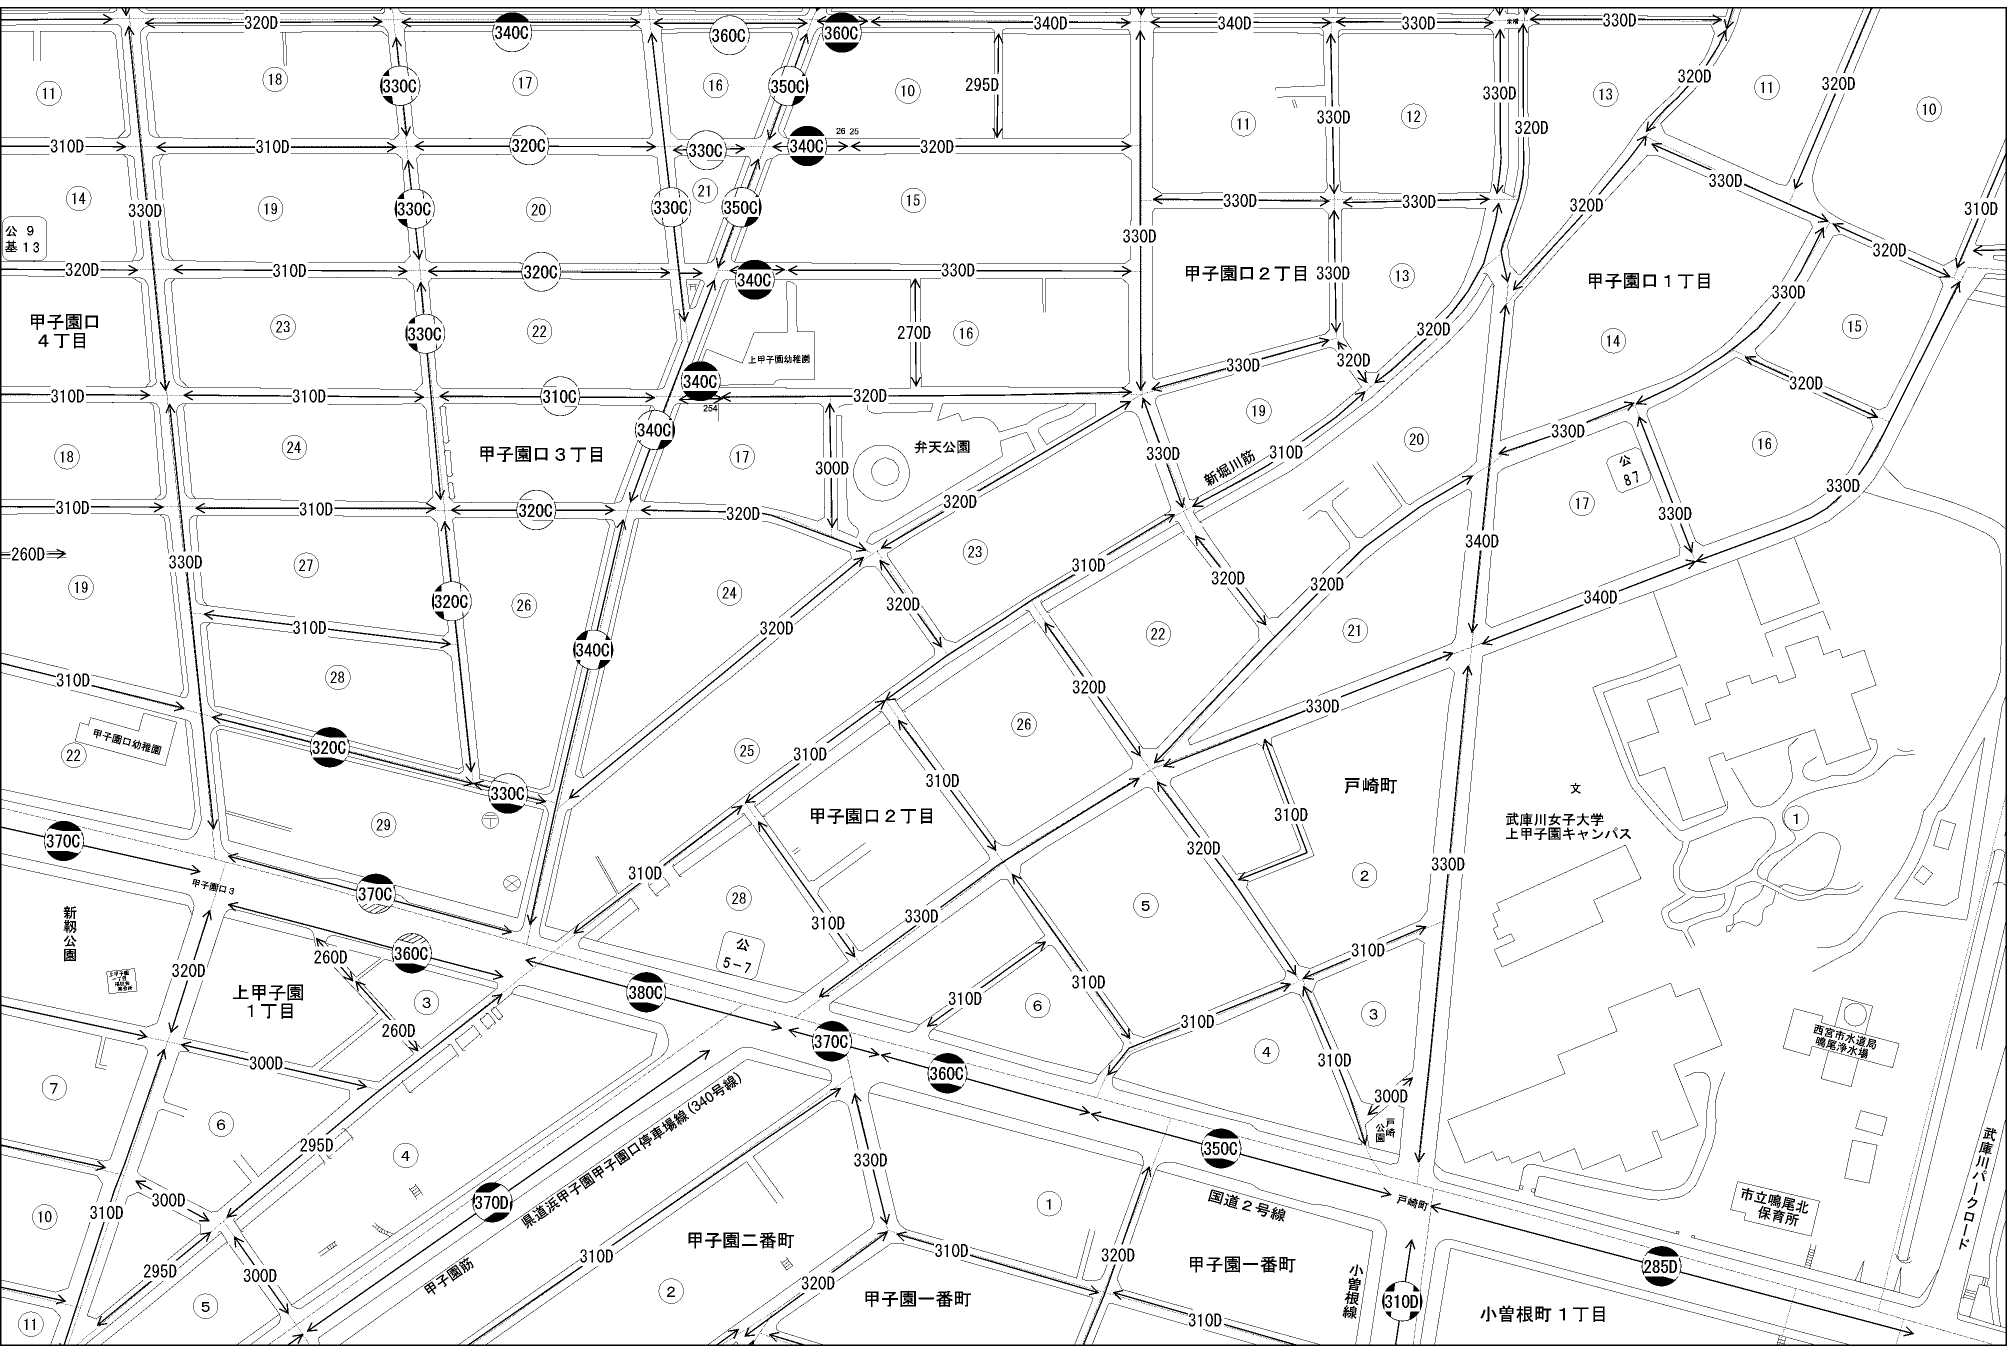 320D
340C
360C
360C
340D
340D
330D
330D
18
17
16
10
11
12
13
11
10
11
330C
350C
295D
330D
330D
320D
320D
320D
310D
310D
320C
330C
340C
26 25
320D
330D
14
330D
19
330C
20
330C
21
350C
15
330D
330D
320D
310D
公 9
基 13
320D
310D
320C
340C
330D
330D
甲子園口２丁目
330D
13
甲子園口１丁目
320D
甲子園口
４丁目
23
330C
22
上甲子園幼稚園
270D
16
320D
14
330D
15
310D
310D
310C
340C
254
320D
330D
320D
320D
18
24
甲子園口３丁目
340C
17
300D
弁天公園
330D
19
新堀川筋
310D
20
330D
17
公
87
16
330D
310D
310D
320C
320D
320D
330D
340D
260D
330D
19
27
320C
26
24
23
320D
310D
320D
320D
340D
310D
340C
320D
22
21
310D
28
320C
330C
320D
330D
22
甲子園口幼稚園
25
310D
26
310D
戸崎町
310D
370C
29
甲子園口２丁目
文
武庫川女子大学
上甲子園キャンパス
1
320D
330D
370C
甲子園口３
310D
28
310D
330D
5
2
新
靱
公
園
360C
260D
320D
公
5-7
310D
上甲子園
１丁目
3
260D
380C
370C
360C
310D
6
310D
310D
3
4
310D
300D
戸崎
公園
西宮市水道局
鳴尾浄水場
300D
7
6
295D
4
県道浜甲子園甲子園口停車場線(340号線)
330D
350C
300D
310D
10
370D
1
国道２号線
戸崎町
市立鳴尾北
保育所
武庫川パークロード
295D
300D
甲子園筋
310D
甲子園二番町
310D
320D
320D
甲子園一番町
小曽根線
285D
11
5
2
甲子園一番町
310D
310D
小曽根町１丁目